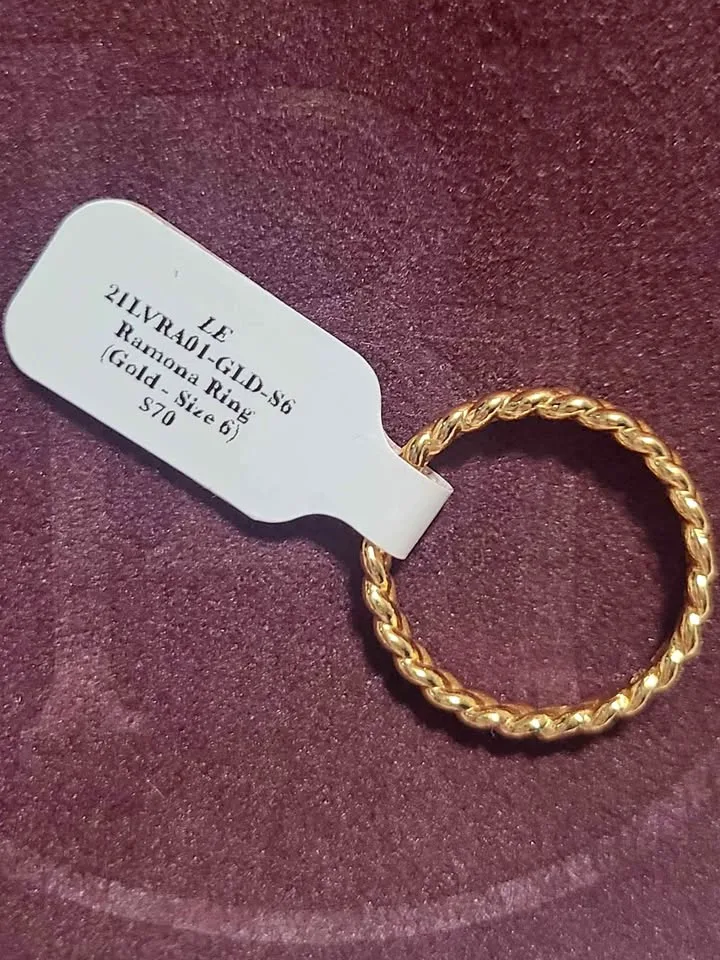 LE
21LVRA01-GLD-S6
Ramona Ring
(Gold - Size 6)
$70